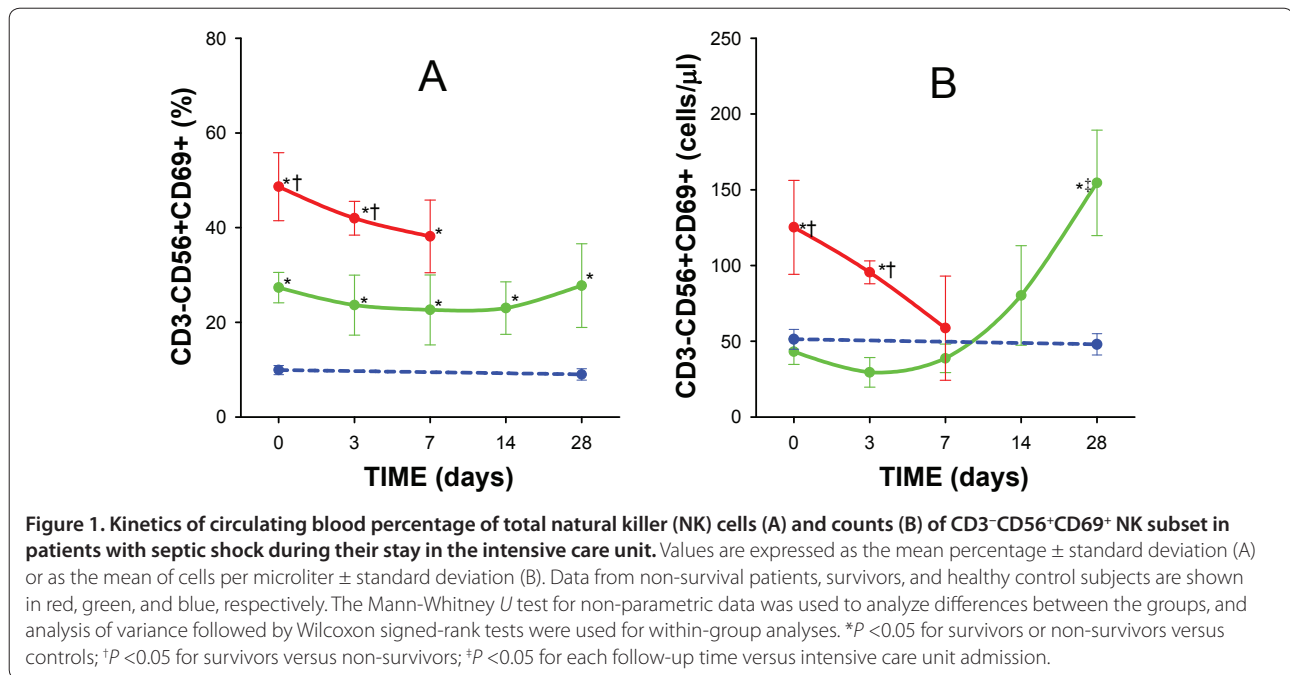 A
CD3-CD56+CD69+ (%)
80
60
40
20
0
*†
*†
*
*
*
*
*
*
0 3 7 14 28
TIME (days)
B
CD3-CD56+CD69+ (cells/µl)
250
200
150
100
50
0
*†
*†
*‡
0 3 7 14 28
TIME (days)
Figure 1. Kinetics of circulating blood percentage of total natural killer (NK) cells (A) and counts (B) of CD3⁻CD56⁺CD69⁺ NK subset in
patients with septic shock during their stay in the intensive care unit. Values are expressed as the mean percentage ± standard deviation (A)
or as the mean of cells per microliter ± standard deviation (B). Data from non-survival patients, survivors, and healthy control subjects are shown
in red, green, and blue, respectively. The Mann-Whitney U test for non-parametric data was used to analyze differences between the groups, and
analysis of variance followed by Wilcoxon signed-rank tests were used for within-group analyses. *P <0.05 for survivors or non-survivors versus
controls; †P <0.05 for survivors versus non-survivors; ‡P <0.05 for each follow-up time versus intensive care unit admission.